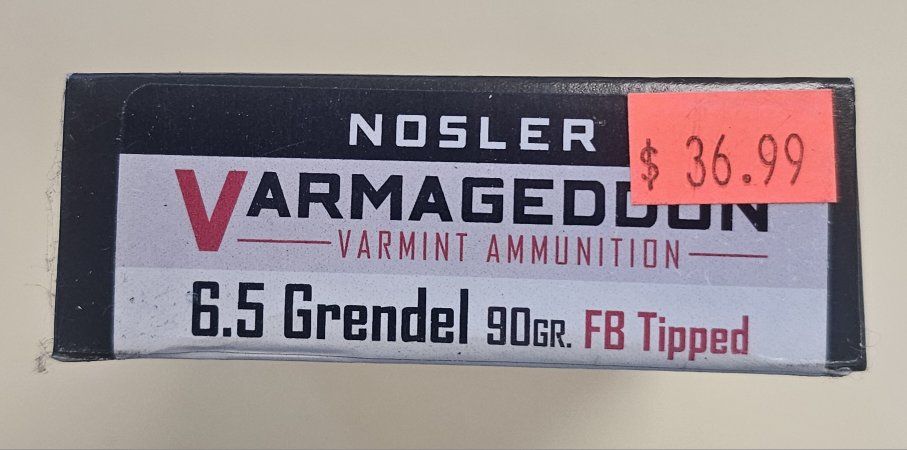 NOSLER
$ 36.99
VARMAGEDDON
VARMINT AMMUNITION
6.5 Grendel 90GR. FB Tipped